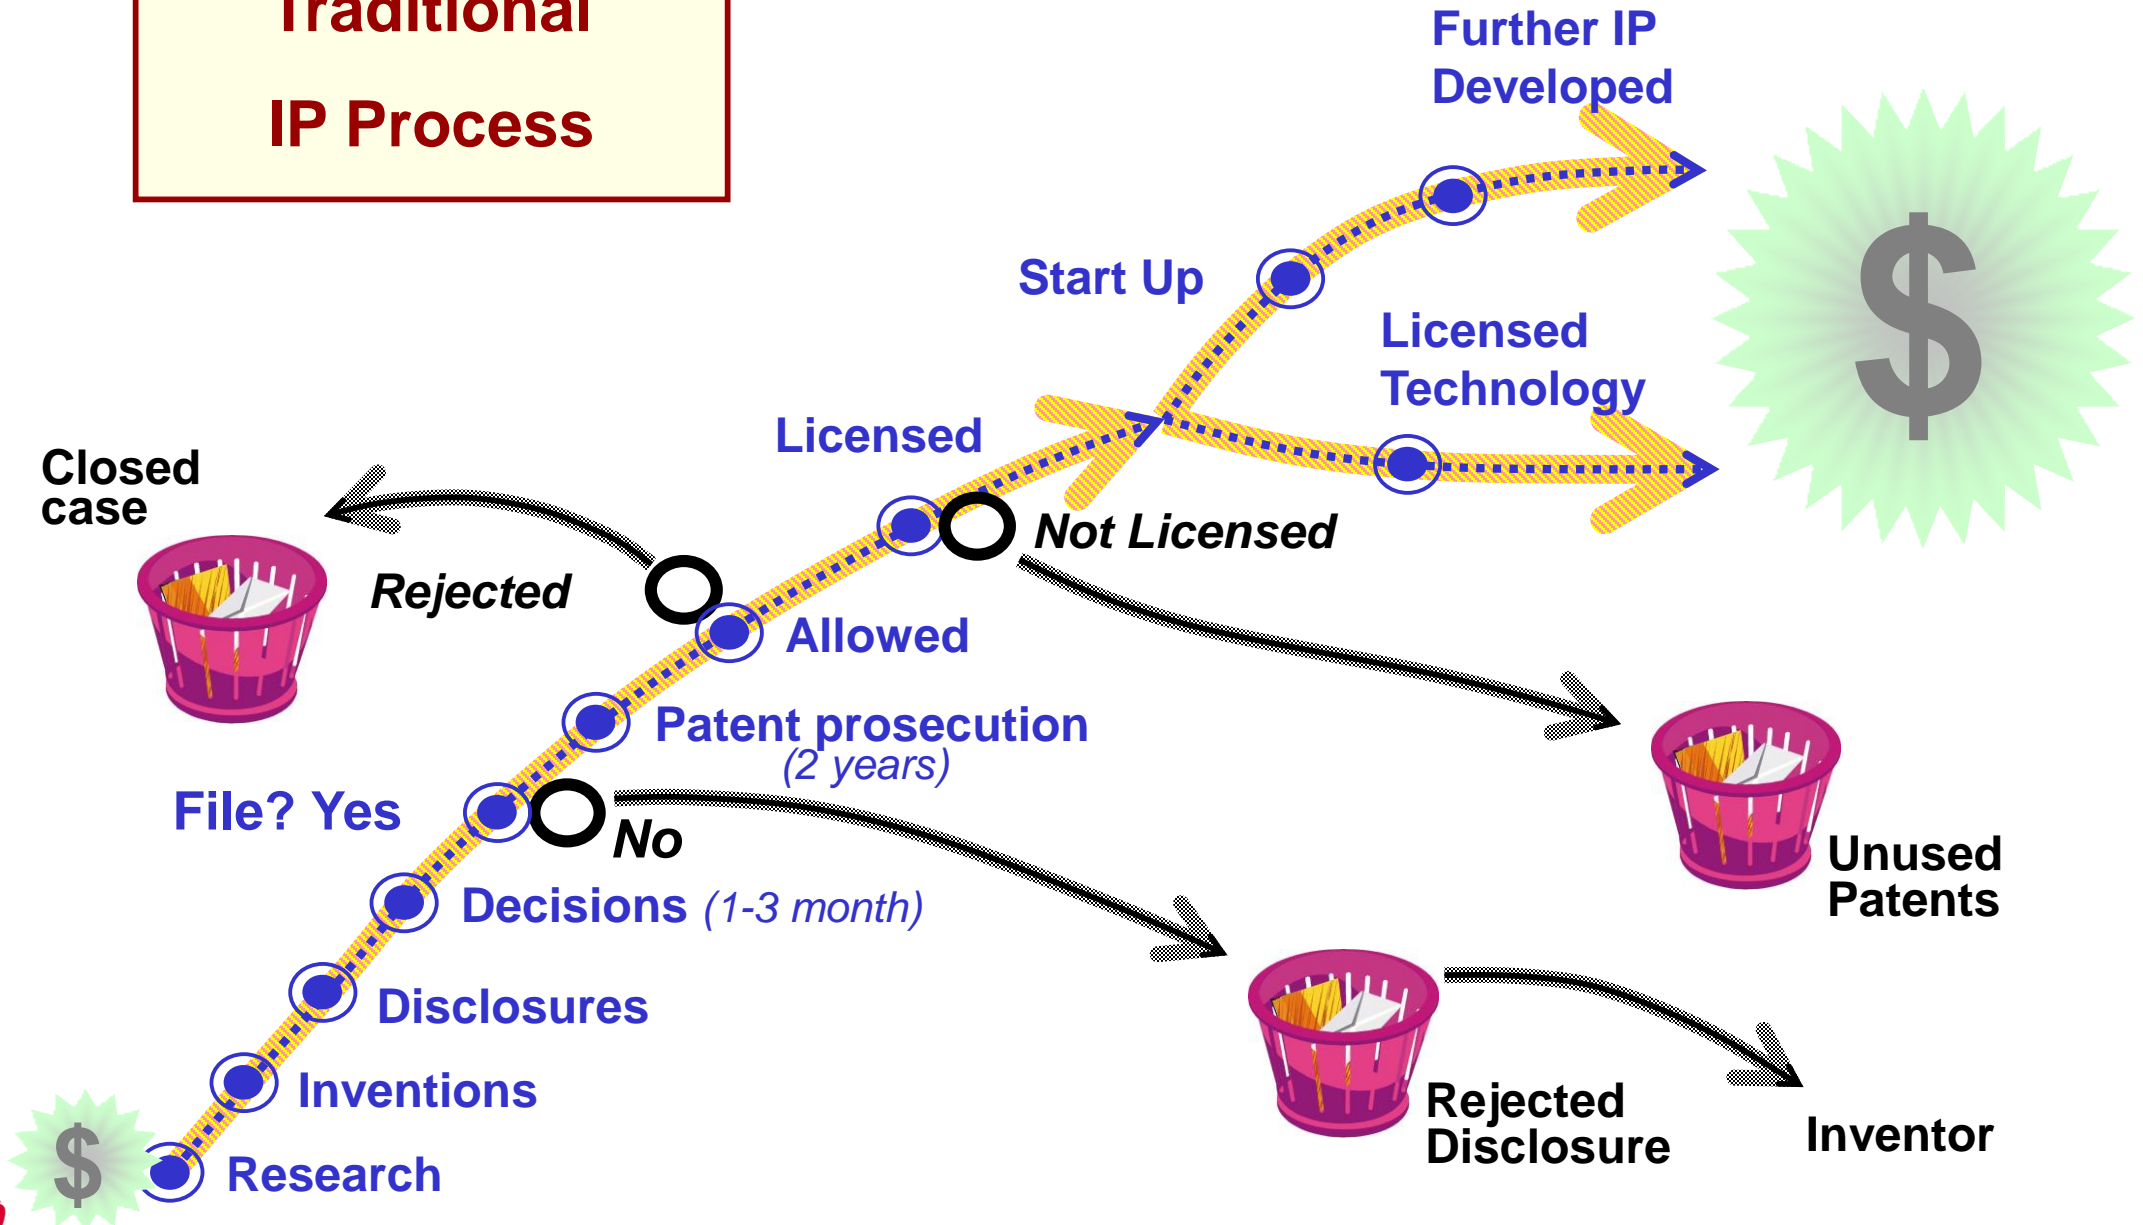 Traditional
IP Process
Further IP
Developed
$
Start Up
Licensed
Technology
Licensed
Closed
case
Not Licensed
Rejected
Allowed
Patent prosecution
(2 years)
File? Yes
No
Unused
Patents
Decisions (1-3 month)
Disclosures
Inventions
Rejected
Disclosure
Inventor
$
Research